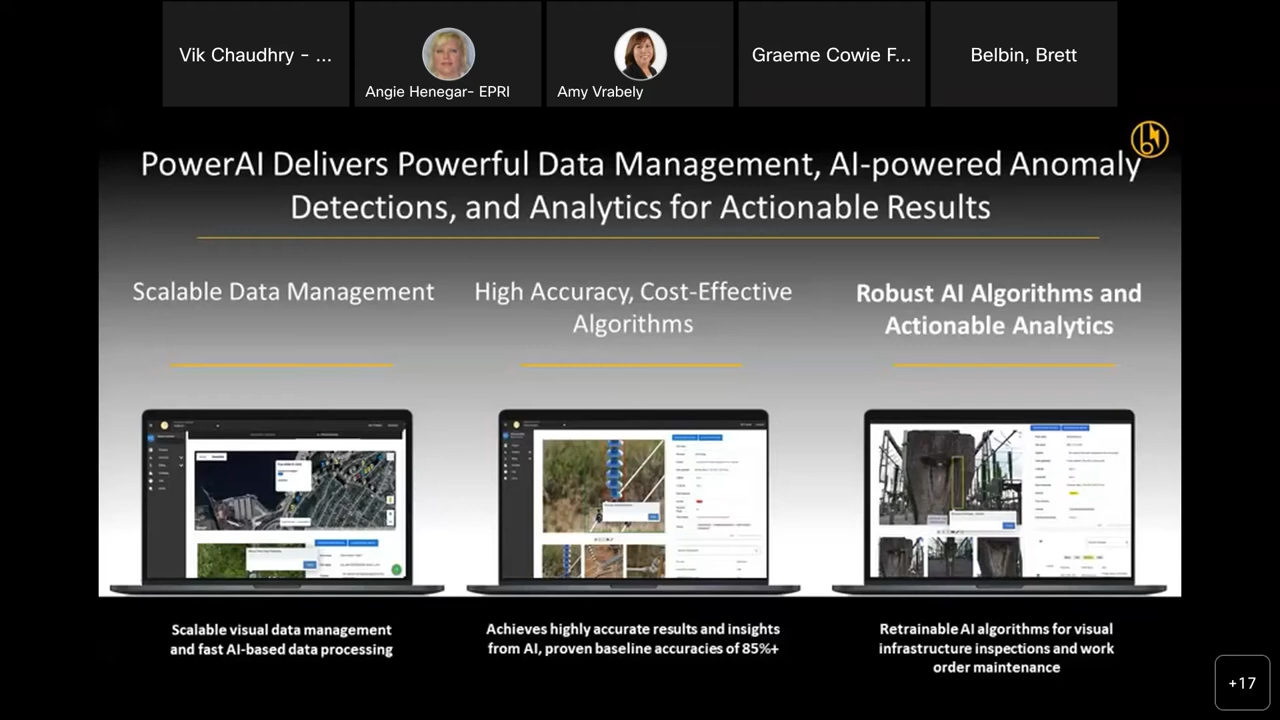 Vik Chaudhry - ...
Angie Henegar- EPRI
Amy Vrabely
Graeme Cowie F...
Belbin, Brett
PowerAI Delivers Powerful Data Management, AI-powered Anomaly
Detections, and Analytics for Actionable Results
Scalable Data Management
High Accuracy, Cost-Effective
Algorithms
Robust AI Algorithms and
Actionable Analytics
Scalable visual data management
and fast AI-based data processing
Achieves highly accurate results and insights
from AI, proven baseline accuracies of 85%+
Retrainable AI algorithms for visual
infrastructure inspections and work
order maintenance
+17